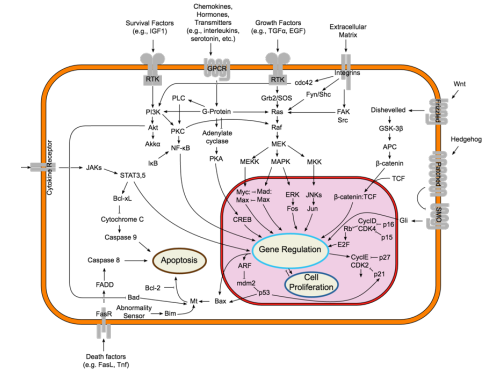 Survival Factors
(e.g., IGF1)
Chemokines,
Hormones,
Transmitters
(e.g., interleukins,
serotonin, etc.)
Growth Factors
(e.g., TGFα, EGF)
Extracellular
Matrix
RTK
GPCR
RTK
Integrins
cdc42
Wnt
Frizzled
PLC
Grb2/SOS
Fyn/Shc
PI3K
G-Protein
Ras
FAK
Dishevelled
Akt
PKC
Adenylate
cyclase
Raf
Src
GSK-3β
Hedgehog
Akkα
NF-κB
MEK
APC
IκB
PKA
MEKK
MAPK
MKK
β-catenin
Patched
Cytokine Receptor
JAKs
STAT3,5
TCF
Bcl-xL
Myc:
Max
Mad:
Max
ERK
JNKs
β-catenin:TCF
Fos
Jun
SMO
Cytochrome C
CREB
CycID
p16
Gli
Rb
CDK4
p15
Caspase 9
Gene Regulation
E2F
Caspase 8
Apoptosis
ARF
CycIE
p27
CDK2
p21
FADD
Bcl-2
mdm2
Cell
Proliferation
Bad
Mt
Bax
p53
FasR
Abnormality
Sensor
Bim
Death factors
(e.g. FasL, Tnf)